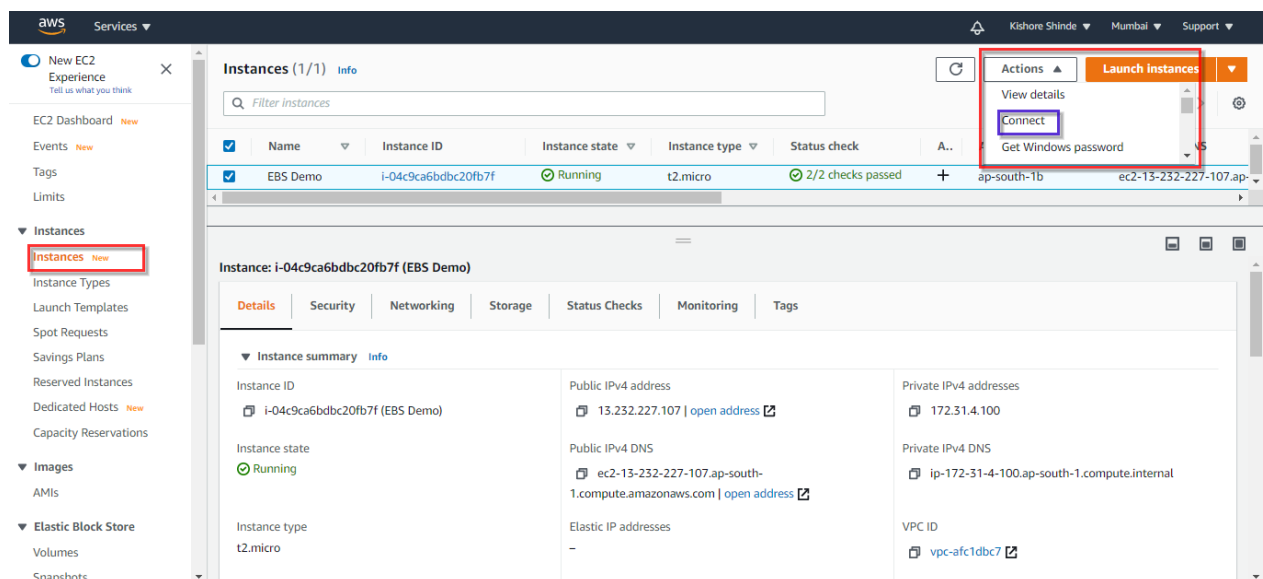 aws Services ▼ Kishore Shinde ▼ Mumbai ▼ Support ▼
New EC2
Experience
Tell us what you think
EC2 Dashboard New
Events New
Tags
Limits
▼ Instances
Instances New
Instance Types
Launch Templates
Spot Requests
Savings Plans
Reserved Instances
Dedicated Hosts New
Capacity Reservations
▼ Images
AMIs
▼ Elastic Block Store
Volumes
Snapshots
Instances (1/1) Info
Actions ▲ Launch instances ▼
View details
Connect
Get Windows password
Filter instances
Name ▽ Instance ID Instance state ▽ Instance type ▽ Status check A..
EBS Demo i-04c9ca6bdbc20fb7f Running t2.micro 2/2 checks passed + ap-south-1b ec2-13-232-227-107.ap-
Instance: i-04c9ca6bdbc20fb7f (EBS Demo)
Details Security Networking Storage Status Checks Monitoring Tags
▼ Instance summary Info
Instance ID Public IPv4 address Private IPv4 addresses
i-04c9ca6bdbc20fb7f (EBS Demo) 13.232.227.107 | open address 172.31.4.100
Instance state Public IPv4 DNS Private IPv4 DNS
Running ec2-13-232-227-107.ap-south- ip-172-31-4-100.ap-south-1.compute.internal
1.compute.amazonaws.com | open address
Instance type Elastic IP addresses VPC ID
t2.micro – vpc-afc1dbc7